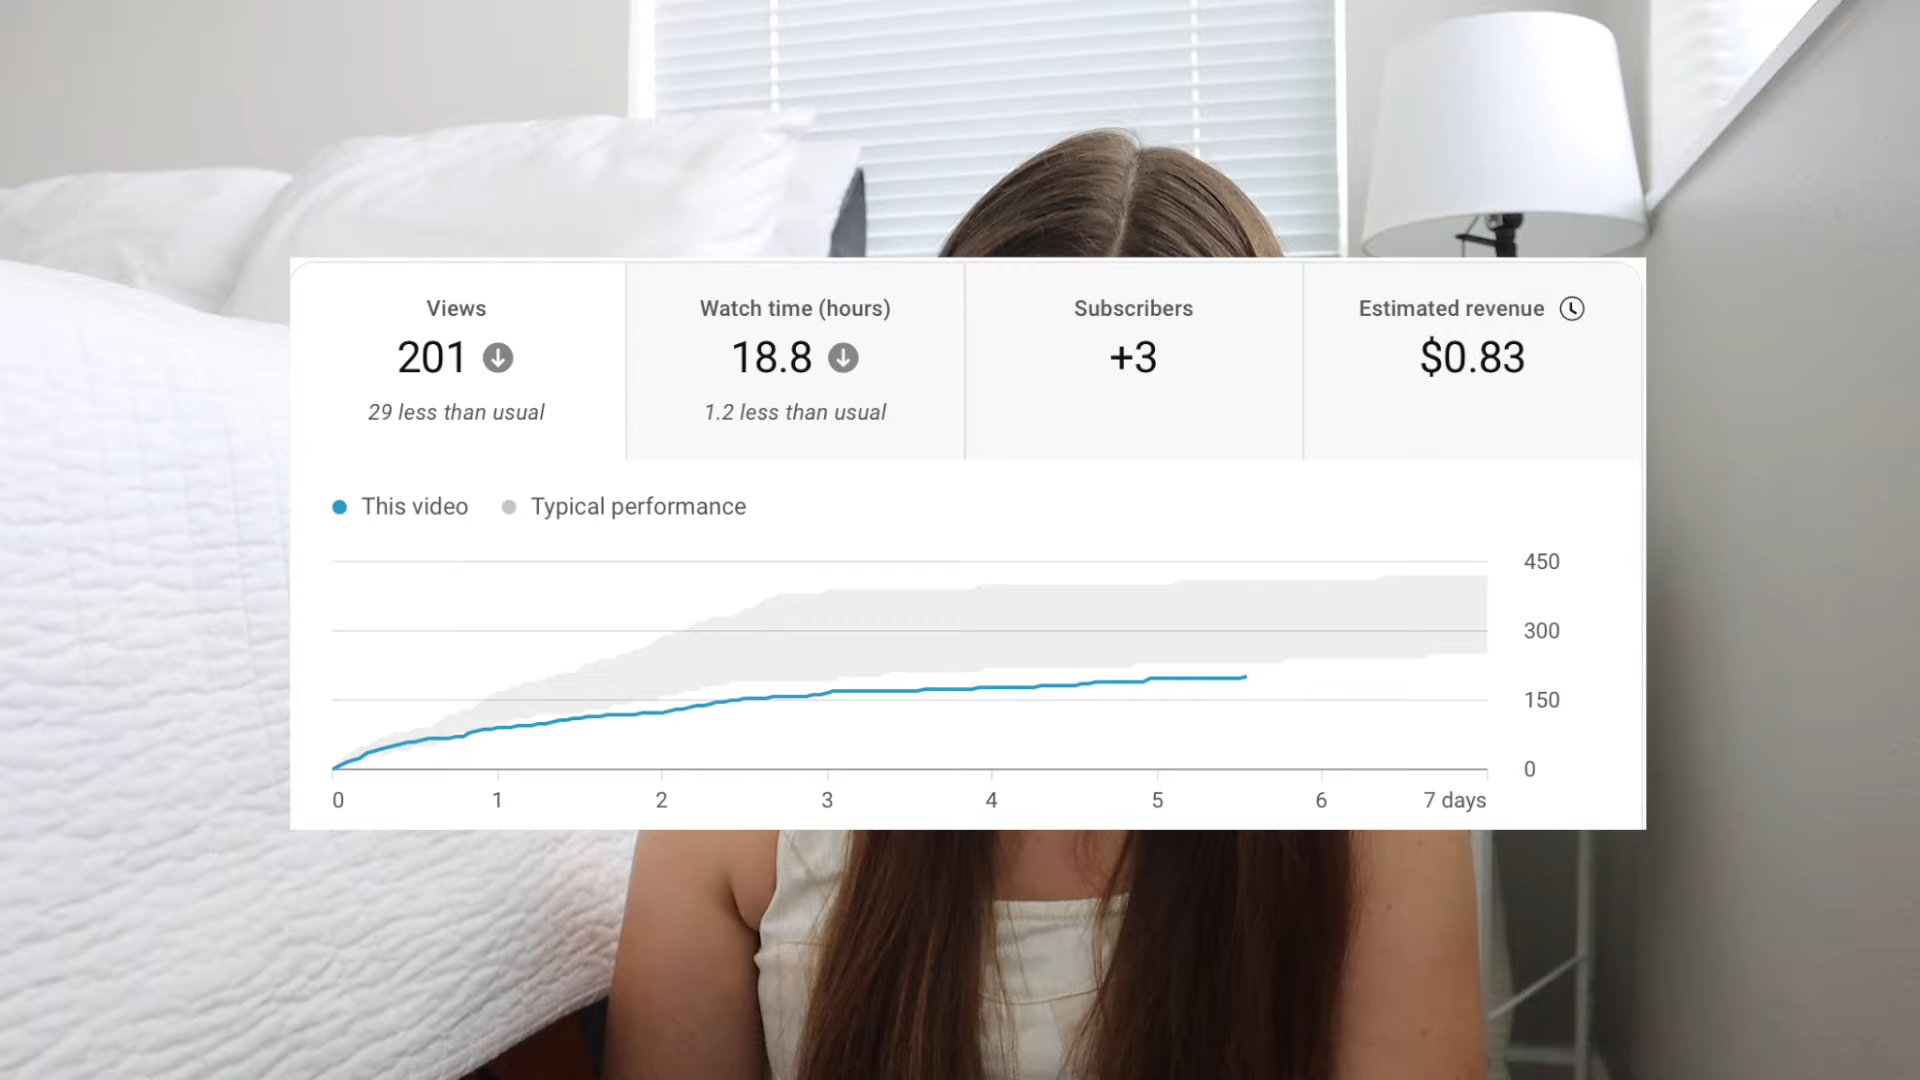 Views
201
29 less than usual
Watch time (hours)
18.8
1.2 less than usual
Subscribers
+3
Estimated revenue
$0.83
This video
Typical performance
450
300
150
0
0 1 2 3 4 5 6 7 days